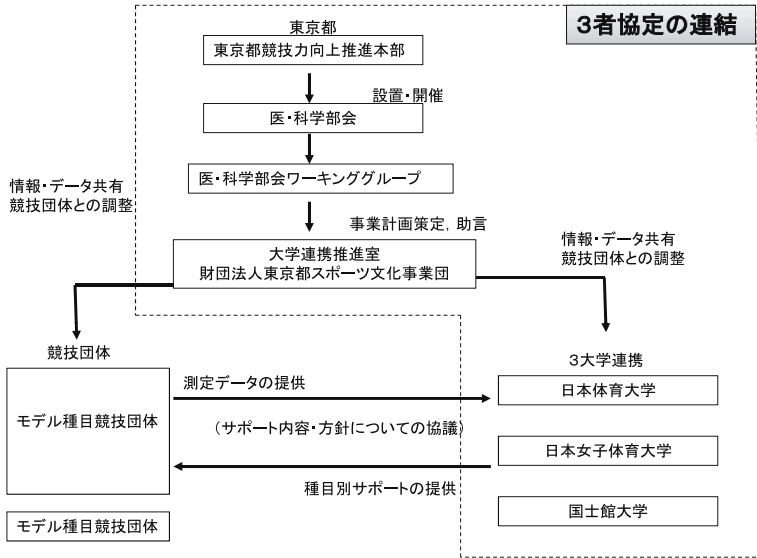 3者協定の連結
東京都
東京都競技力向上推進本部
設置・開催
医・科学部会
医・科学部会ワーキンググループ
情報・データ共有
競技団体との調整
事業計画策定，助言
大学連携推進室
財団法人東京都スポーツ文化事業団
情報・データ共有
競技団体との調整
競技団体
モデル種目競技団体
モデル種目競技団体
測定データの提供
（サポート内容・方針についての協議）
種目別サポートの提供
3大学連携
日本体育大学
日本女子体育大学
国士館大学